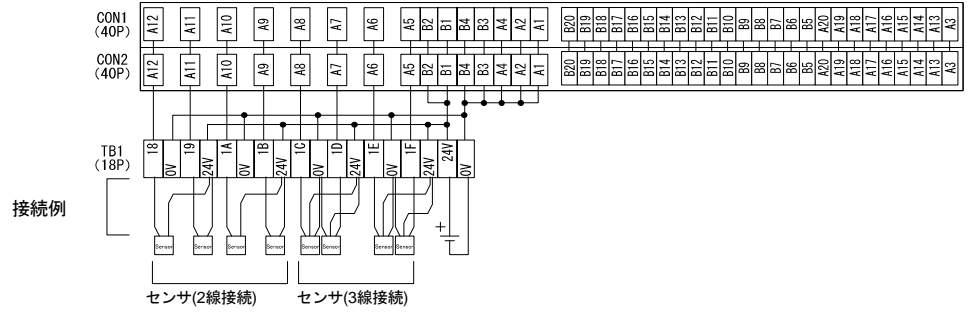 CON1
(40P)
A12 A11 A10 A9 A8 A7 A6 A5 B2 B1 B4 B3 A4 A2 A1 B20 B19 B18 B17 B16 B15 B14 B13 B12 B11 B10 B9 B8 B7 B6 B5 A20 A19 A18 A17 A16 A15 A14 A13 A3
CON2
(40P)
A12 A11 A10 A9 A8 A7 A6 A5 B2 B1 B4 B3 A4 A2 A1 B20 B19 B18 B17 B16 B15 B14 B13 B12 B11 B10 B9 B8 B7 B6 B5 A20 A19 A18 A17 A16 A15 A14 A13 A3
TB1
(18P)
18 0V 19 24V 1A 0V 1B 24V 1C 0V 1D 24V 1E 0V 1F 24V 24V 0V
接続例
+
Sensor Sensor Sensor Sensor Sensor Sensor Sensor Sensor
センサ(2線接続) センサ(3線接続)